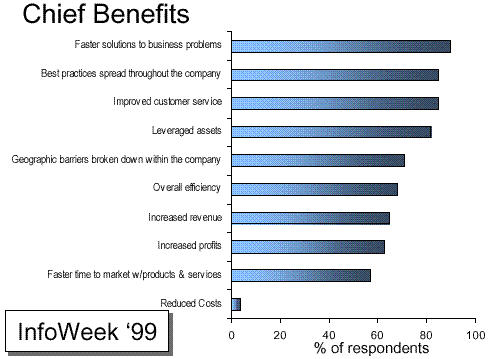 Chief Benefits
Faster solutions to business problems
Best practices spread throughout the company
Improved customer service
Leveraged assets
Geographic barriers broken down within the company
Overall efficiency
Increased revenue
Increased profits
Faster time to market w/products & services
Reduced Costs
0 20 40 60 80 100
% of respondents
InfoWeek ‘99